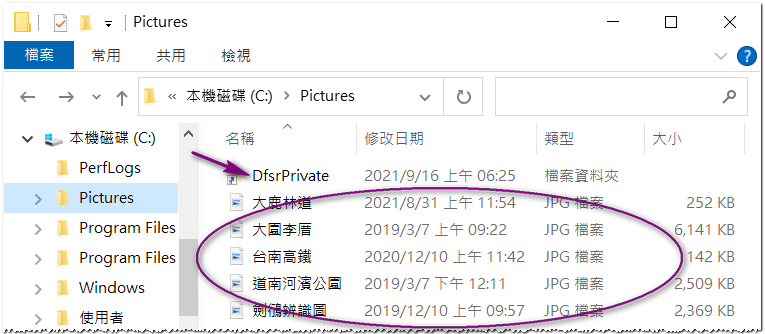 Pictures
檔案 常用 共用 檢視
« 本機磁碟 (C:) > Pictures
本機磁碟 (C:)
PerfLogs
Pictures
Program Files
Program Files
Windows
使用者
名稱 修改日期 類型 大小
DfsrPrivate 2021/9/16 上午 06:25 檔案資料夾
大鹿林道 2021/8/31 上午 11:54 JPG 檔案 252 KB
大園李厝 2019/3/7 上午 09:22 JPG 檔案 6,141 KB
台南高鐵 2020/12/10 上午 11:42 JPG 檔案 142 KB
道南河濱公園 2019/3/7 下午 12:11 JPG 檔案 2,509 KB
劍鴴辨識圖 2019/12/10 上午 09:57 JPG 檔案 2,369 KB